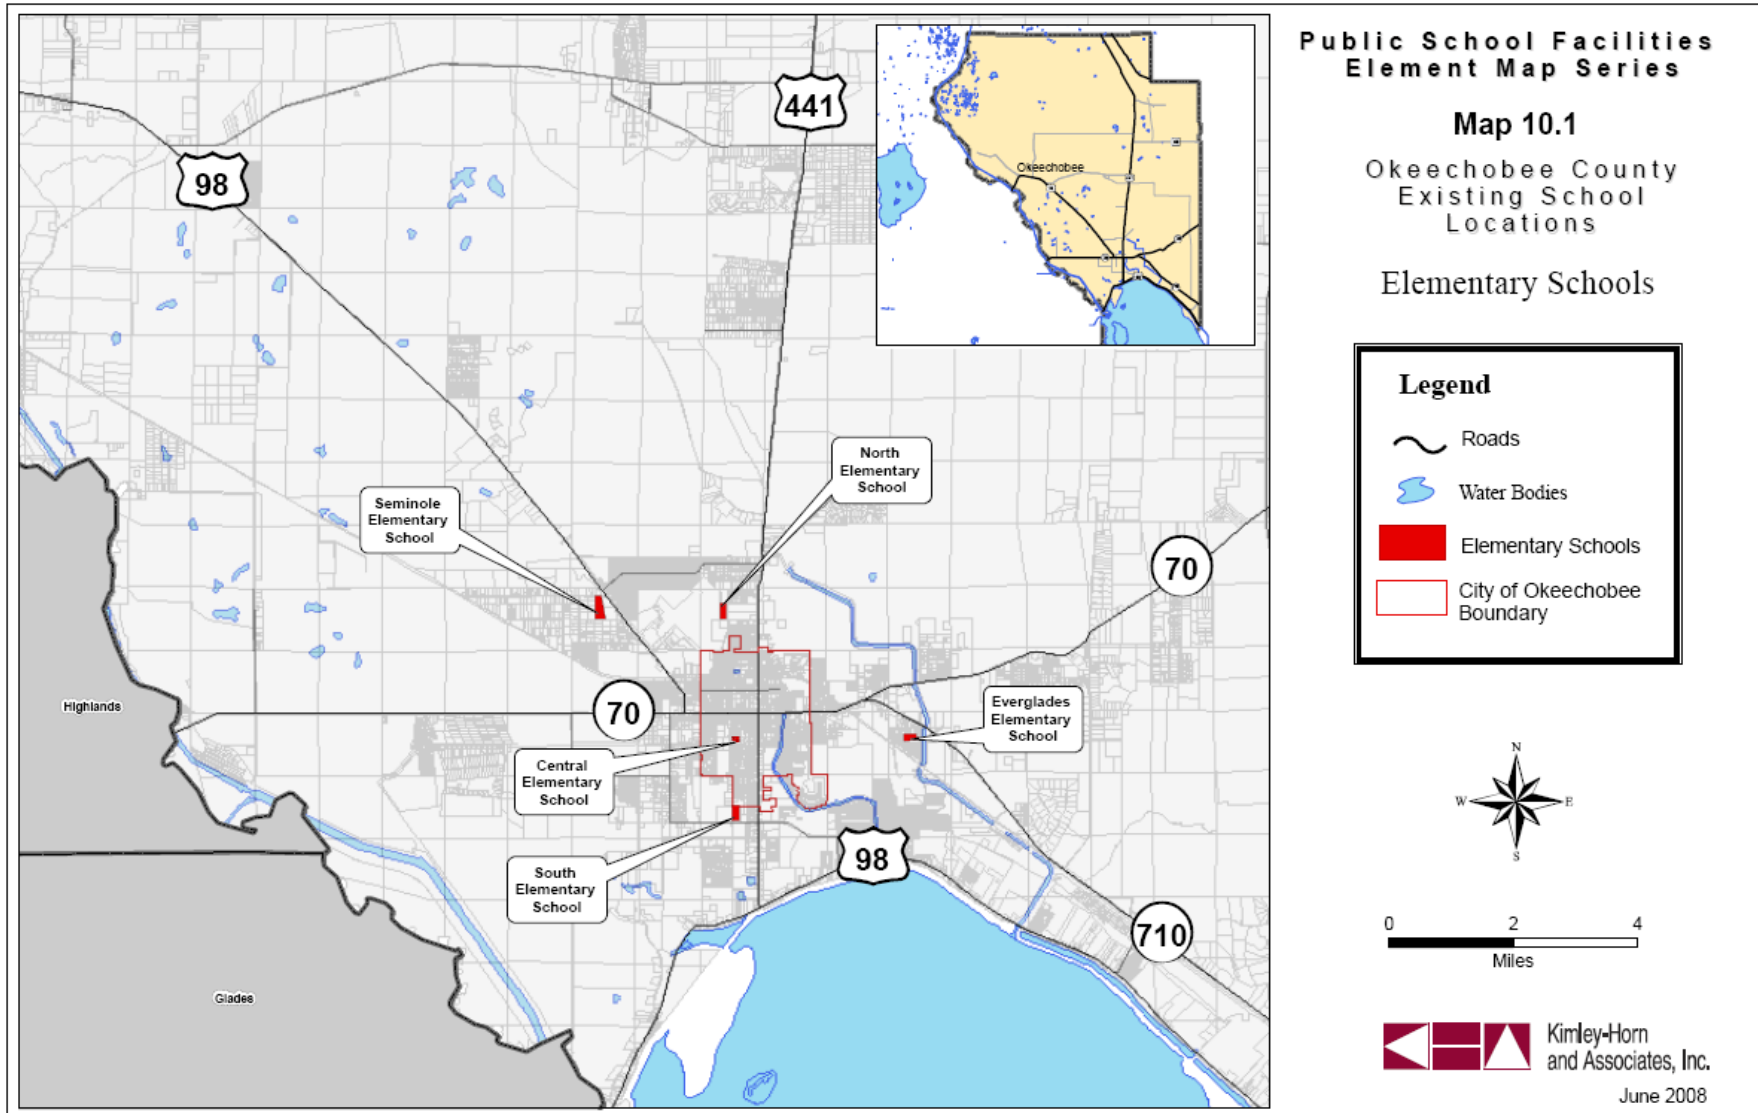 Public School Facilities
Element Map Series
Map 10.1
Okeechobee County
Existing School
Locations
Elementary Schools
Legend
Roads
Water Bodies
Elementary Schools
City of Okeechobee
Boundary
N
W
E
S
0
2
4
Miles
Kimley-Horn
and Associates, Inc.
June 2008
441
98
Okeechobee
North
Elementary
School
Seminole
Elementary
School
70
Highlands
70
Everglades
Elementary
School
Central
Elementary
School
98
South
Elementary
School
710
Glades